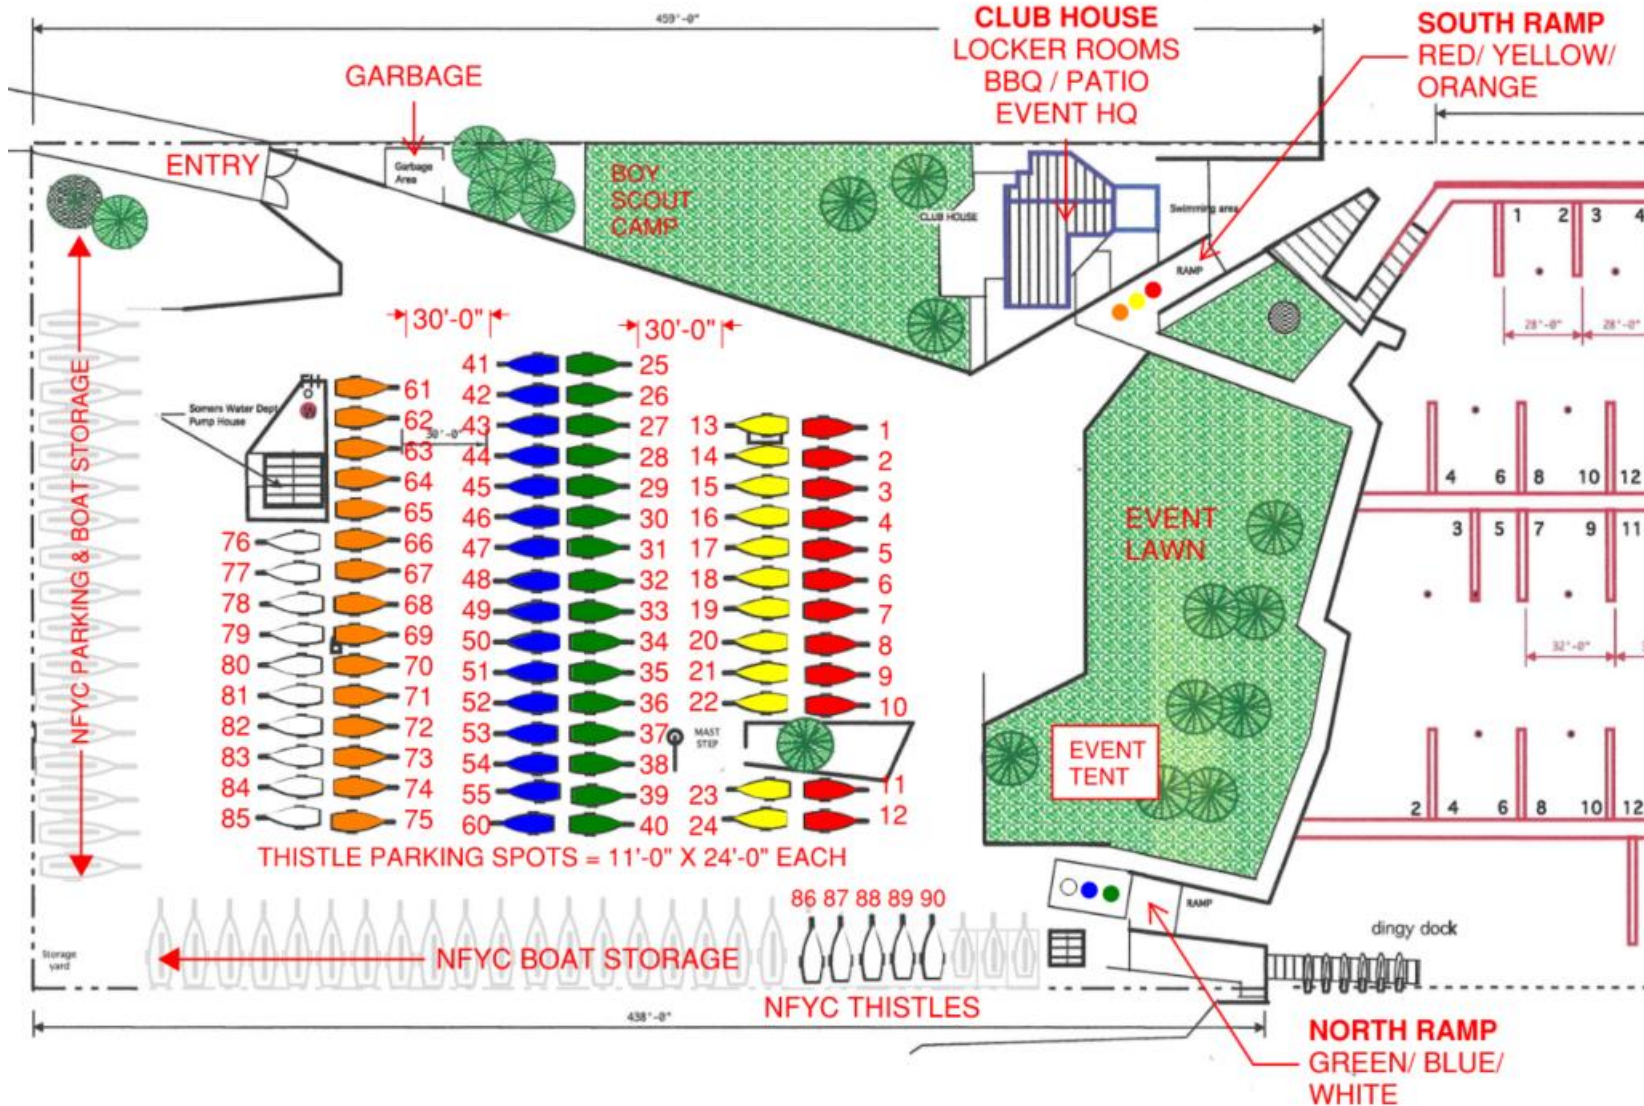 459'-0"
CLUB HOUSE
LOCKER ROOMS
BBQ / PATIO
EVENT HQ
SOUTH RAMP
RED/ YELLOW/
ORANGE
GARBAGE
ENTRY
Garbage
Area
BOY
SCOUT
CAMP
CLUB HOUSE
Swimming area
RAMP
1 2 3 4
28'-0" 28'-0"
30'-0" 30'-0"
NFYC PARKING & BOAT STORAGE
FH
W
Somers Water Dept
Pump House
30'-0"
41 25
42 26
61
62 43 27 13 1
63 44 28 14 2
64 45 29 15 3
65 46 30 16 4
76 66 47 31 17 5
77 67 48 32 18 6
78 68 49 33 19 7
79 69 50 34 20 8
80 70 51 35 21 9
81 71 52 36 22 10
82 72 53 37
83 73 54 38
84 74 55 39 23 11
85 75 60 40 24 12
MAST
STEP
EVENT
LAWN
EVENT
TENT
4 6 8 10 12
3 5 7 9 11
32'-0"
2 4 6 8 10 12
THISTLE PARKING SPOTS = 11'-0" X 24'-0" EACH
86 87 88 89 90
RAMP
dingy dock
Storage
yard
NFYC BOAT STORAGE
NFYC THISTLES
438'-0"
NORTH RAMP
GREEN/ BLUE/
WHITE